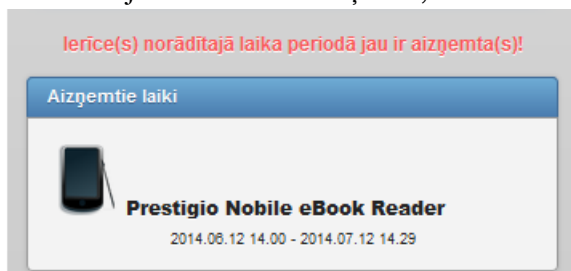 Ierīce(s) norādītajā laika periodā jau ir aizņemta(s)!
Aizņemtie laiki
Prestigio Nobile eBook Reader
2014.06.12 14.00 - 2014.07.12 14.29